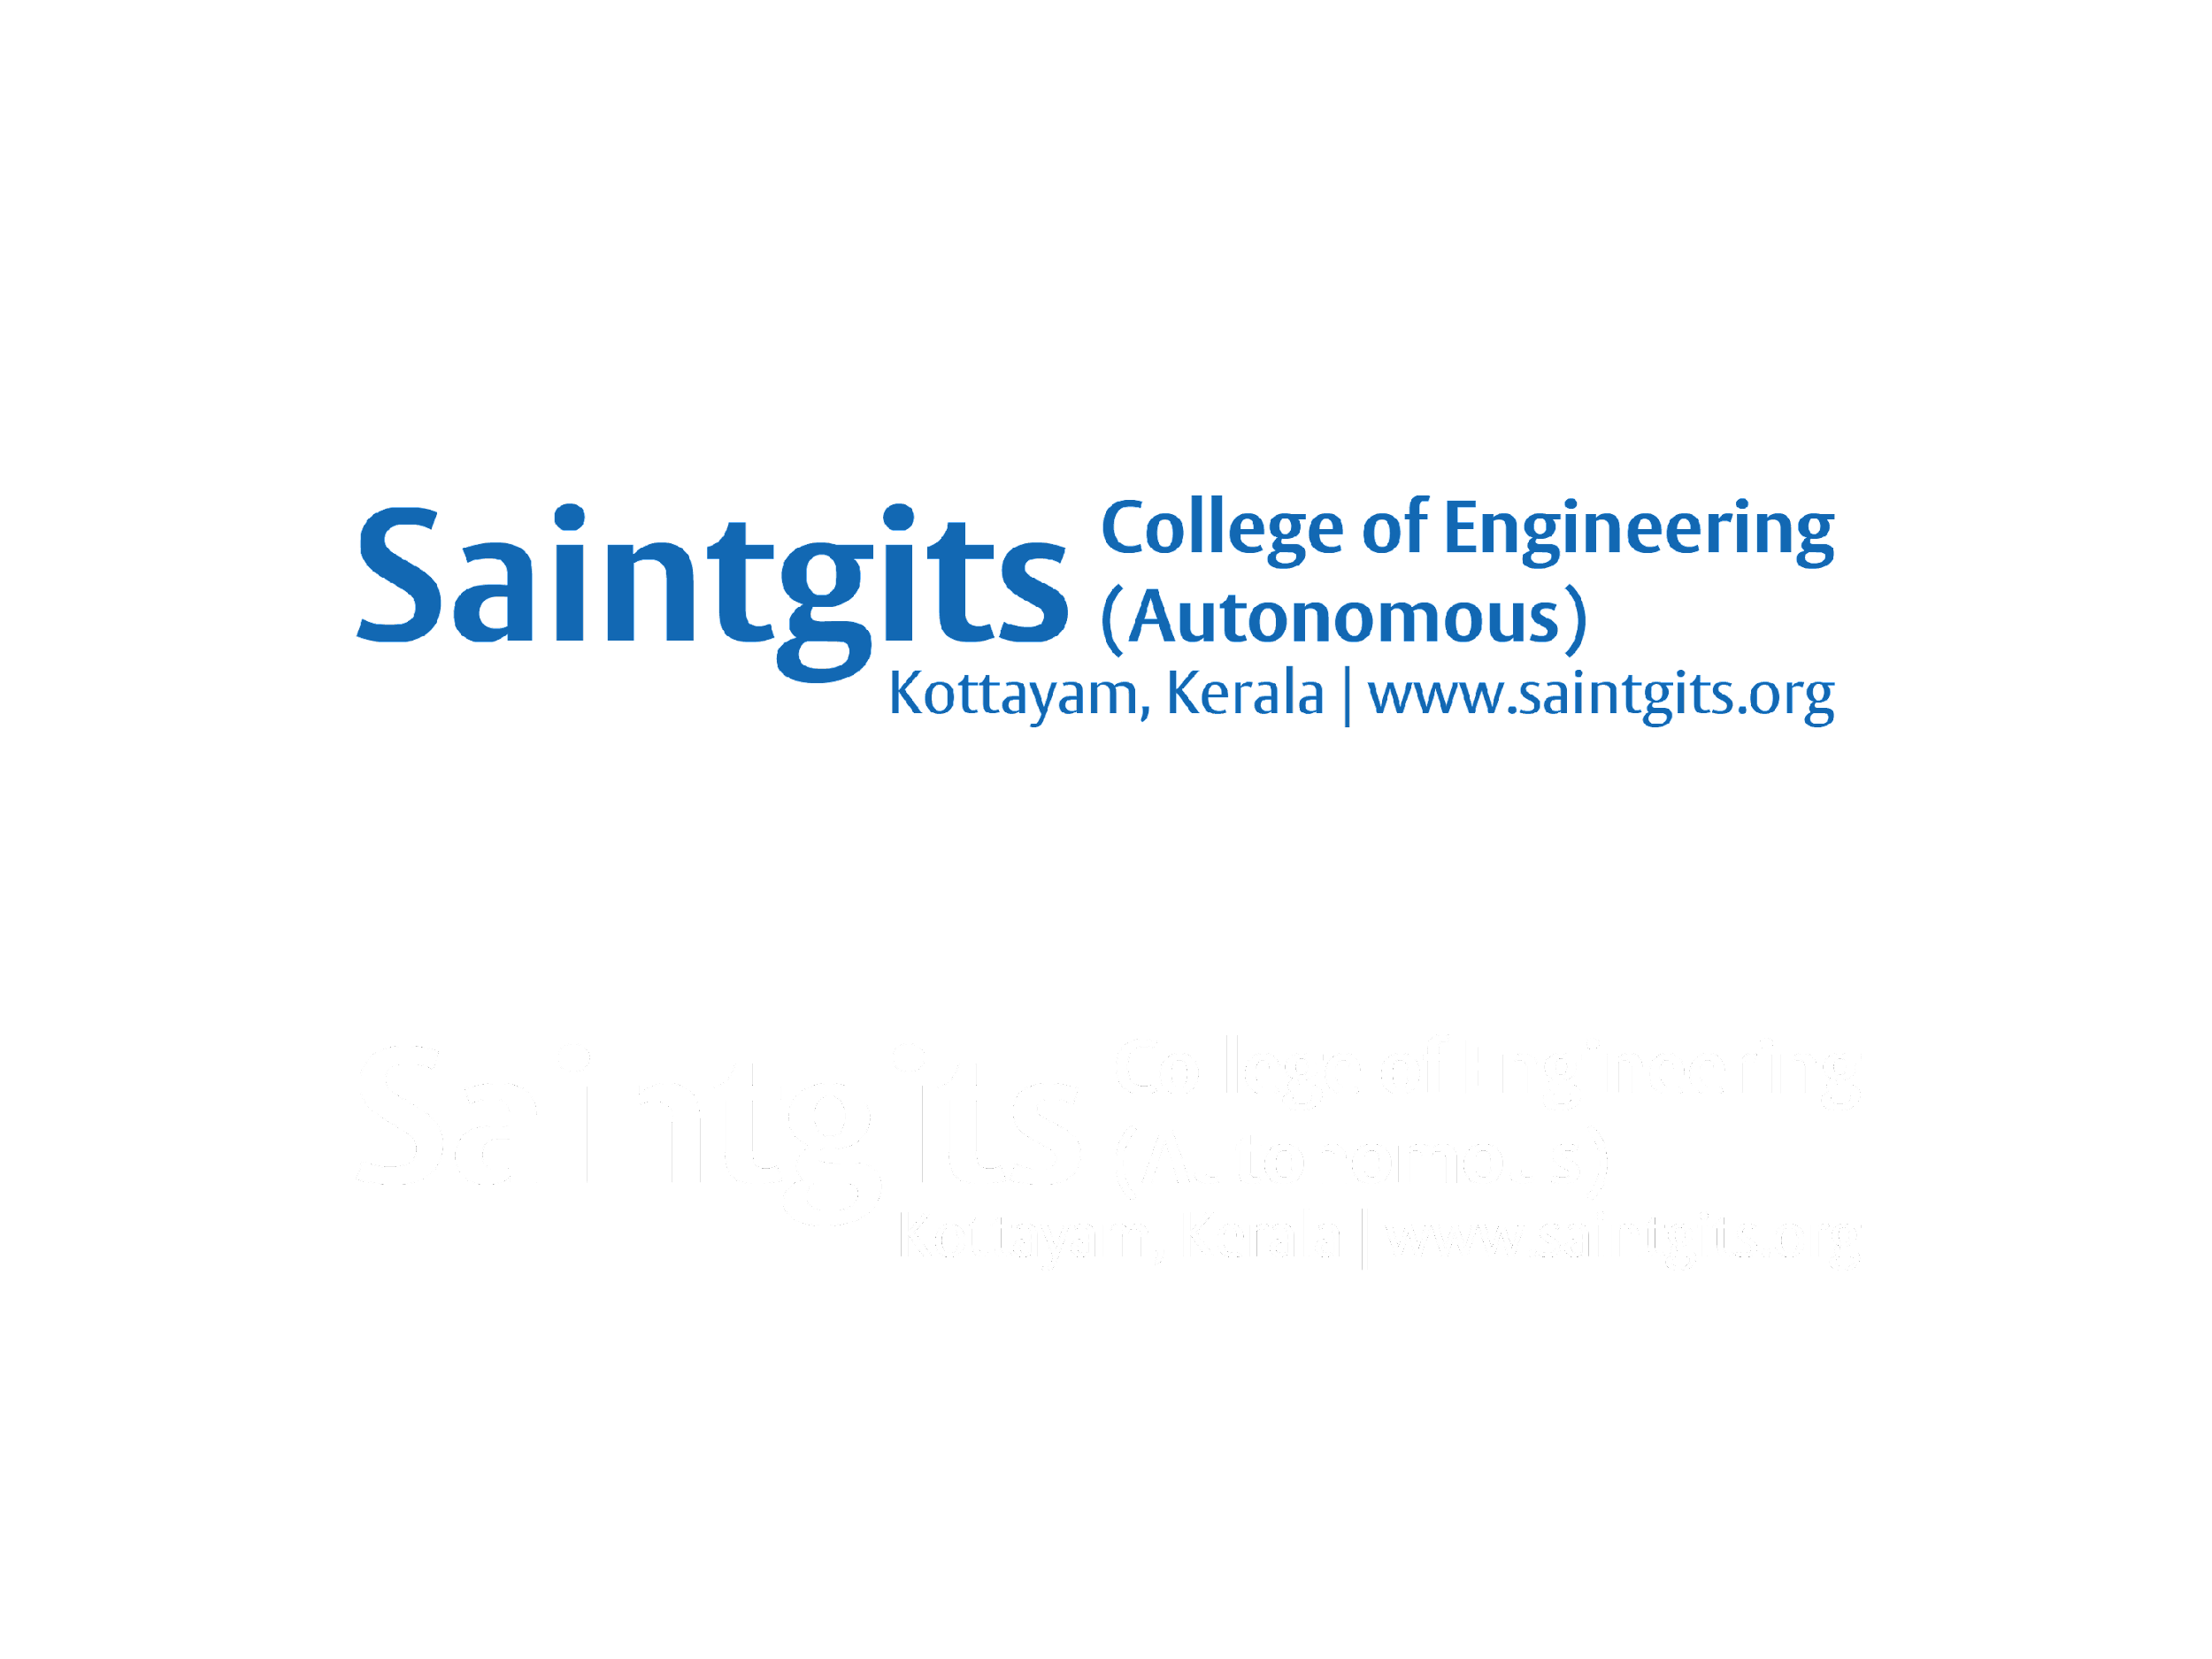 Saintgits College of Engineering
(Autonomous)
Kottayam, Kerala | www.saintgits.org
Saintgits College of Engineering
(Autonomous)
Kottayam, Kerala | www.saintgits.org